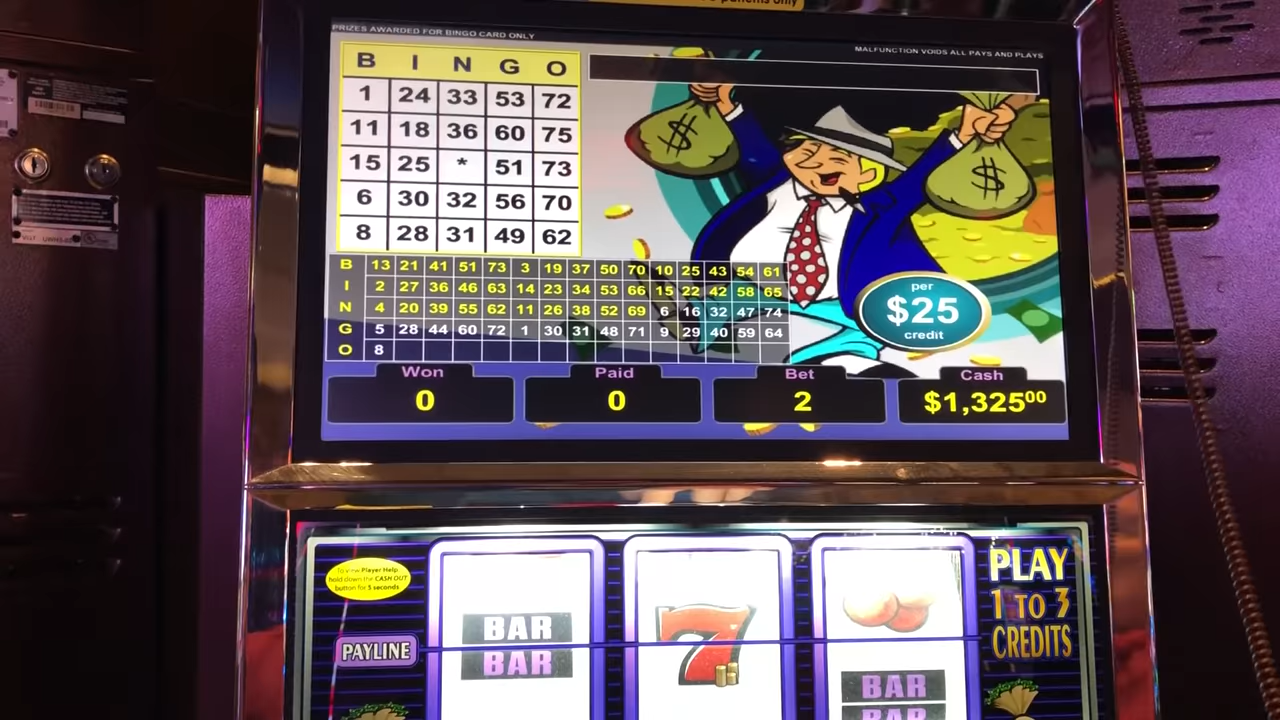 patterns only
PRIZES AWARDED FOR BINGO CARD ONLY
MALFUNCTION VOIDS ALL PAYS AND PLAYS
B I N G O
1 24 33 53 72
11 18 36 60 75
15 25 * 51 73
6 30 32 56 70
8 28 31 49 62
B 13 21 41 51 73 3 19 37 50 70 10 25 43 54 61
I 2 27 36 46 63 14 23 34 53 66 15 22 42 58 65
N 4 20 39 55 62 11 26 38 52 69 6 16 32 47 74
G 5 28 44 60 72 1 30 31 48 71 9 29 40 59 64
O 8
$ $
per
$25
credit
Won Paid Bet Cash
0 0 2 $1,325⁰⁰
To view Player Help
hold down the CASH OUT
button for 5 seconds
PLAY
1 TO 3
CREDITS
PAYLINE
BAR
BAR
7
BAR
BAR